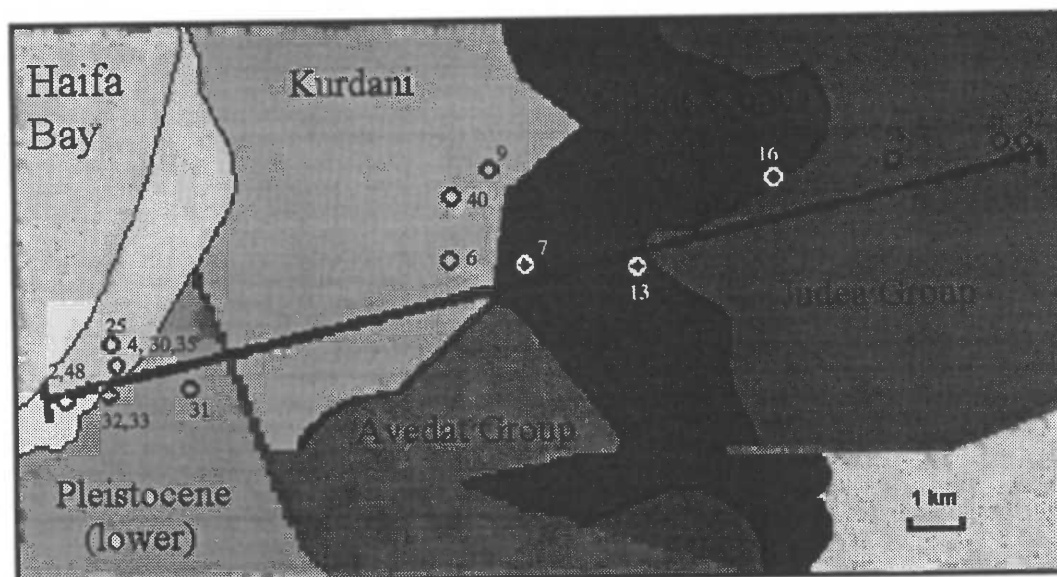 Haifa
Bay
Kurdani
9
40
16
6
7
13
25
4, 30,35
2,48
32,33
31
Avedat Group
Judea Group
Pleistocene
(lower)
1 km